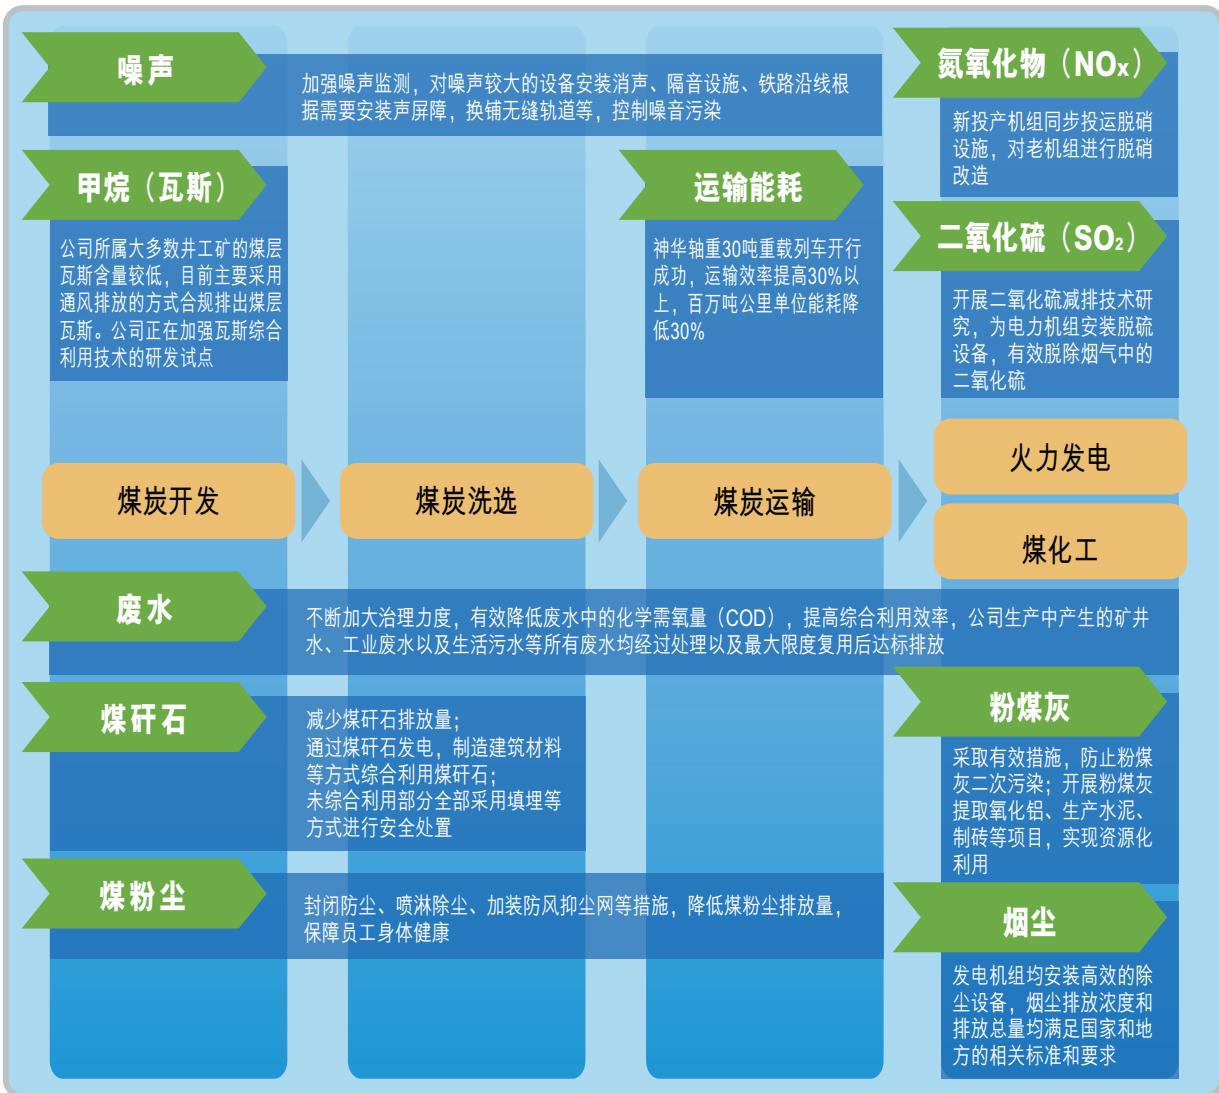 噪声
加强噪声监测，对噪声较大的设备安装消声、隔音设施、铁路沿线根
据需要安装声屏障，换铺无缝轨道等，控制噪音污染
氮氧化物（NOx）
新投产机组同步投运脱硝
设施，对老机组进行脱硝
改造
甲烷（瓦斯）
公司所属大多数井工矿的煤层
瓦斯含量较低，目前主要采用
通风排放的方式合规排出煤层
瓦斯。公司正在加强瓦斯综合
利用技术的研发试点
运输能耗
神华轴重30吨重载列车开行
成功，运输效率提高30%以
上，百万吨公里单位能耗降
低30%
二氧化硫（SO₂）
开展二氧化硫减排技术研
究，为电力机组安装脱硫
设备，有效脱除烟气中的
二氧化硫
煤炭开发
煤炭洗选
煤炭运输
火力发电
煤化工
废水
不断加大治理力度，有效降低废水中的化学需氧量（COD），提高综合利用效率，公司生产中产生的矿井
水、工业废水以及生活污水等所有废水均经过处理以及最大限度复用后达标排放
煤矸石
减少煤矸石排放量；
通过煤矸石发电，制造建筑材料
等方式综合利用煤矸石；
未综合利用部分全部采用填埋等
方式进行安全处置
粉煤灰
采取有效措施，防止粉煤
灰二次污染；开展粉煤灰
提取氧化铝、生产水泥、
制砖等项目，实现资源化
利用
煤粉尘
封闭防尘、喷淋除尘、加装防风抑尘网等措施，降低煤粉尘排放量，
保障员工身体健康
烟尘
发电机组均安装高效的除
尘设备，烟尘排放浓度和
排放总量均满足国家和地
方的相关标准和要求